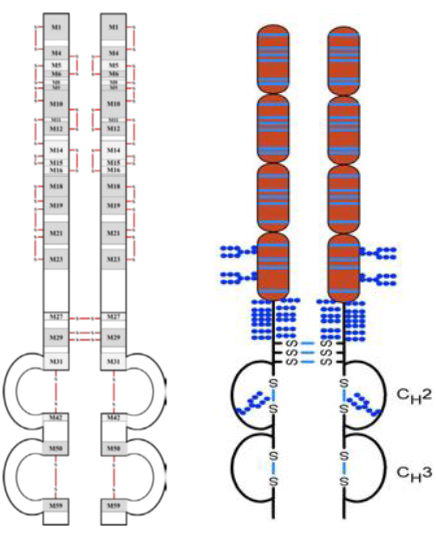 M1 M1
M4 M4
M5 M5
M6 M6
M10 M10
M12 M12
M14 M14
M15 M15
M16 M16
M18 M18
M19 M19
M21 M21
M23 M23
M27 M27
M29 M29
M31 M31
M42 M42
M50 M50
M59 M59
S S
S S
S S
S
S
S
S
CH2
S
S
S
S
CH3